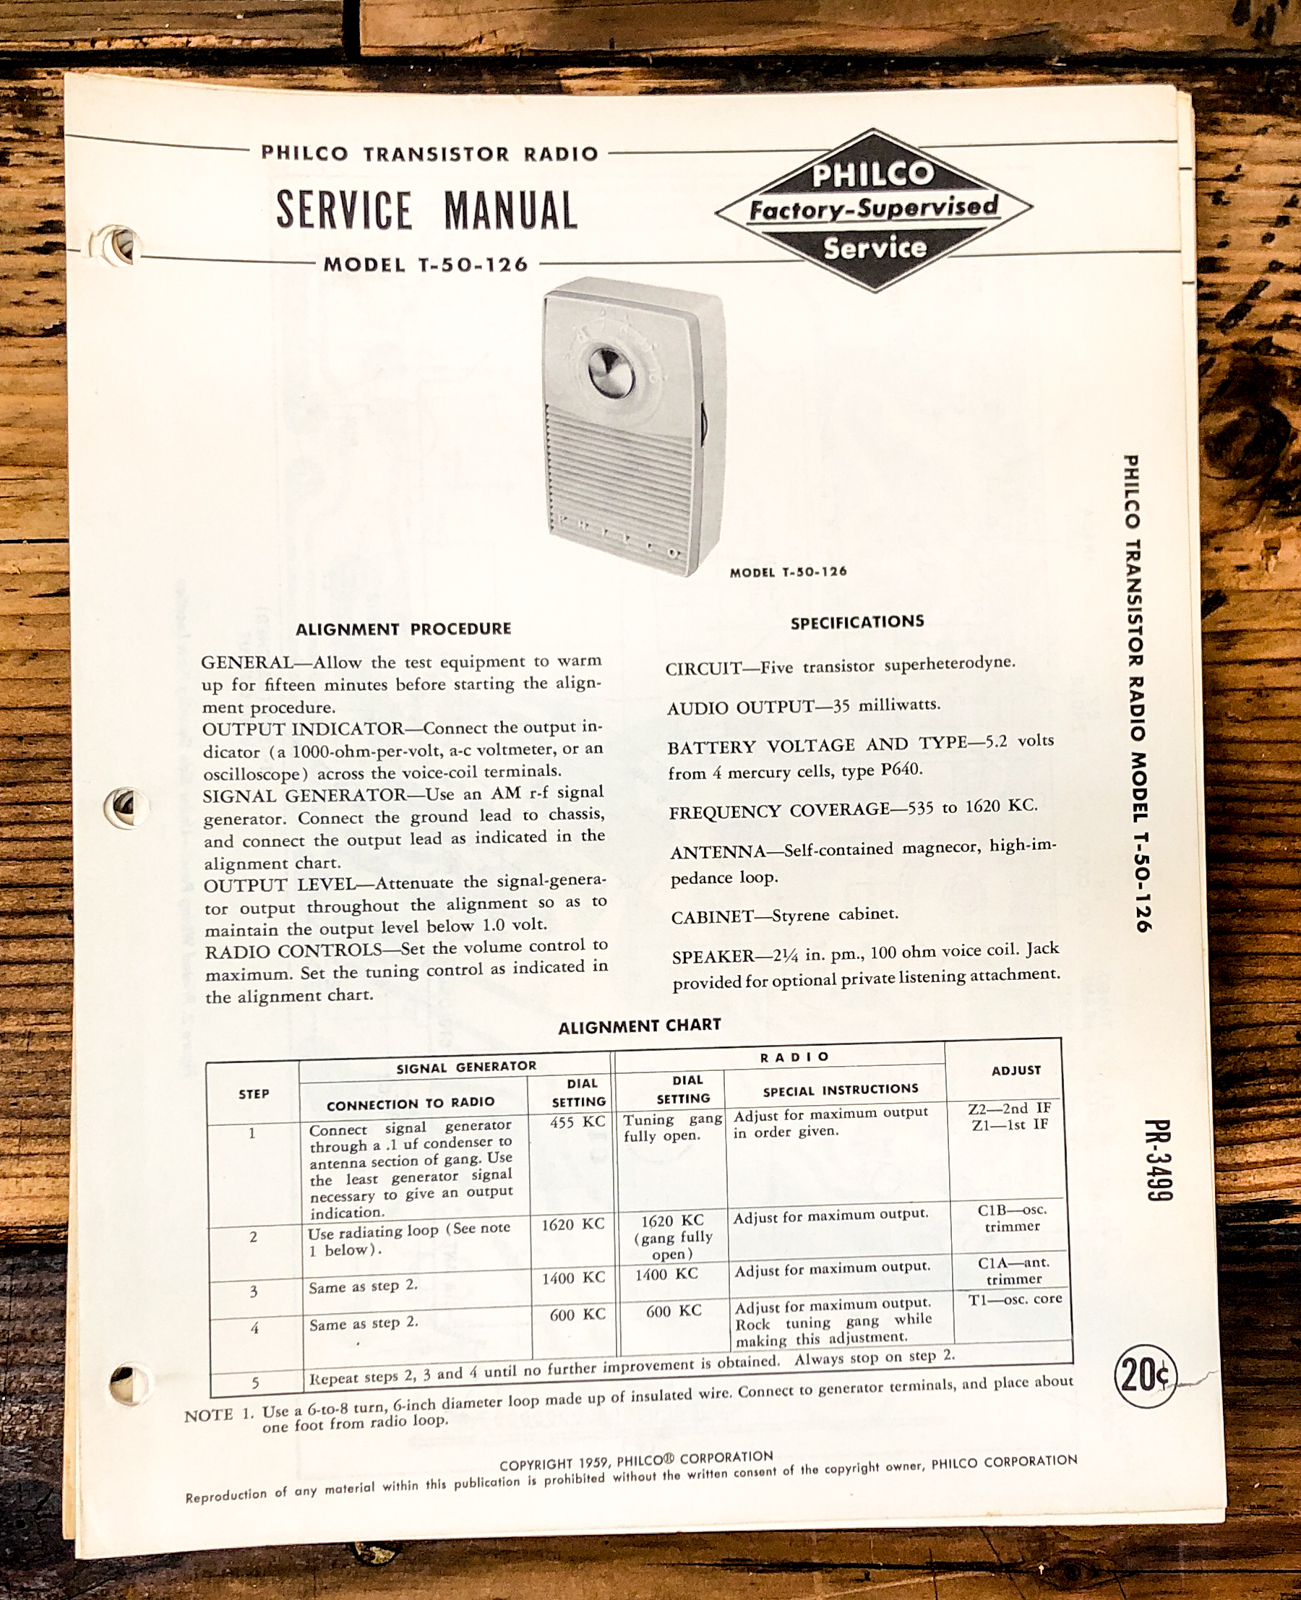 PHILCO TRANSISTOR RADIO
SERVICE MANUAL
MODEL T-50-126
PHILCO
Factory-Supervised
Service
PHILCO
MODEL T-50-126
ALIGNMENT PROCEDURE
GENERAL—Allow the test equipment to warm
up for fifteen minutes before starting the align-
ment procedure.
OUTPUT INDICATOR—Connect the output in-
dicator (a 1000-ohm-per-volt, a-c voltmeter, or an
oscilloscope) across the voice-coil terminals.
SIGNAL GENERATOR—Use an AM r-f signal
generator. Connect the ground lead to chassis,
and connect the output lead as indicated in the
alignment chart.
OUTPUT LEVEL—Attenuate the signal-genera-
tor output throughout the alignment so as to
maintain the output level below 1.0 volt.
RADIO CONTROLS—Set the volume control to
maximum. Set the tuning control as indicated in
the alignment chart.
SPECIFICATIONS
CIRCUIT—Five transistor superheterodyne.
AUDIO OUTPUT—35 milliwatts.
BATTERY VOLTAGE AND TYPE—5.2 volts
from 4 mercury cells, type P640.
FREQUENCY COVERAGE—535 to 1620 KC.
ANTENNA—Self-contained magnecor, high-im-
pedance loop.
CABINET—Styrene cabinet.
SPEAKER—2¼ in. pm., 100 ohm voice coil. Jack
provided for optional private listening attachment.
ALIGNMENT CHART
STEP
SIGNAL GENERATOR
CONNECTION TO RADIO
DIAL
SETTING
RADIO
DIAL
SETTING
SPECIAL INSTRUCTIONS
ADJUST
1
Connect signal generator
through a .1 uf condenser to
antenna section of gang. Use
the least generator signal
necessary to give an output
indication.
455 KC
Tuning gang
fully open.
Adjust for maximum output
in order given.
Z2—2nd IF
Z1—1st IF
2
Use radiating loop (See note
1 below).
1620 KC
1620 KC
(gang fully
open)
Adjust for maximum output.
C1B—osc.
trimmer
3
Same as step 2.
1400 KC
1400 KC
Adjust for maximum output.
C1A—ant.
trimmer
4
Same as step 2.
600 KC
600 KC
Adjust for maximum output.
Rock tuning gang while
making this adjustment.
T1—osc. core
5
Repeat steps 2, 3 and 4 until no further improvement is obtained. Always stop on step 2.
NOTE 1. Use a 6-to-8 turn, 6-inch diameter loop made up of insulated wire. Connect to generator terminals, and place about
one foot from radio loop.
COPYRIGHT 1959, PHILCO® CORPORATION
Reproduction of any material within this publication is prohibited without the written consent of the copyright owner, PHILCO CORPORATION
PHILCO TRANSISTOR RADIO MODEL T-50-126
PR-3499
20¢